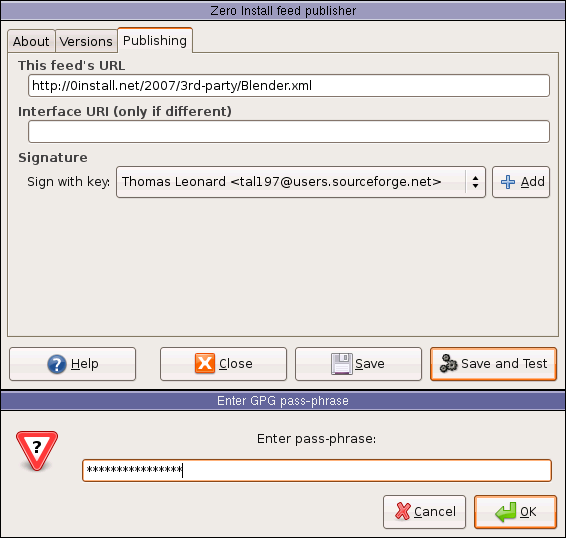 Zero Install feed publisher
About Versions Publishing
This feed's URL
http://0install.net/2007/3rd-party/Blender.xml
Interface URI (only if different)
Signature
Sign with key: Thomas Leonard <tal197@users.sourceforge.net> Add
Help Close Save Save and Test
Enter GPG pass-phrase
?
Enter pass-phrase:
****************
Cancel OK